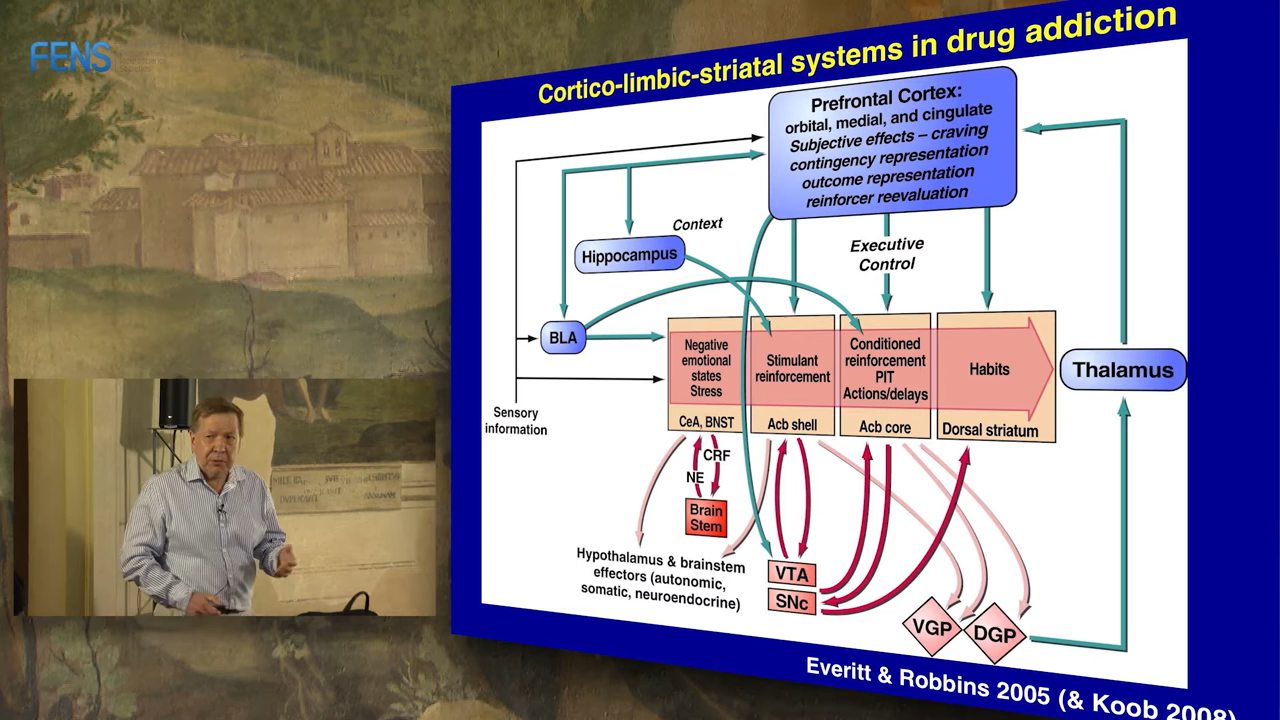 FENS
Cortico-limbic-striatal systems in drug addiction
Prefrontal Cortex:
orbital, medial, and cingulate
Subjective effects – craving
contingency representation
outcome representation
reinforcer reevaluation
Context
Hippocampus
Executive
Control
BLA
Negative
emotional
states
Stress
CeA, BNST
Stimulant
reinforcement
Acb shell
Conditioned
reinforcement
PIT
Actions/delays
Acb core
Habits
Dorsal striatum
Thalamus
Sensory
information
CRF
NE
Brain
Stem
Hypothalamus & brainstem
effectors (autonomic,
somatic, neuroendocrine)
VTA
SNc
VGP
DGP
Everitt & Robbins 2005 (& Koob 2008)